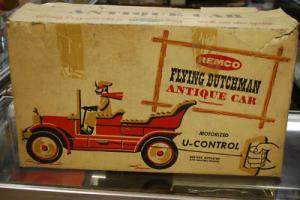 REMCO
FLYING DUTCHMAN
ANTIQUE CAR
MOTORIZED
U-CONTROL